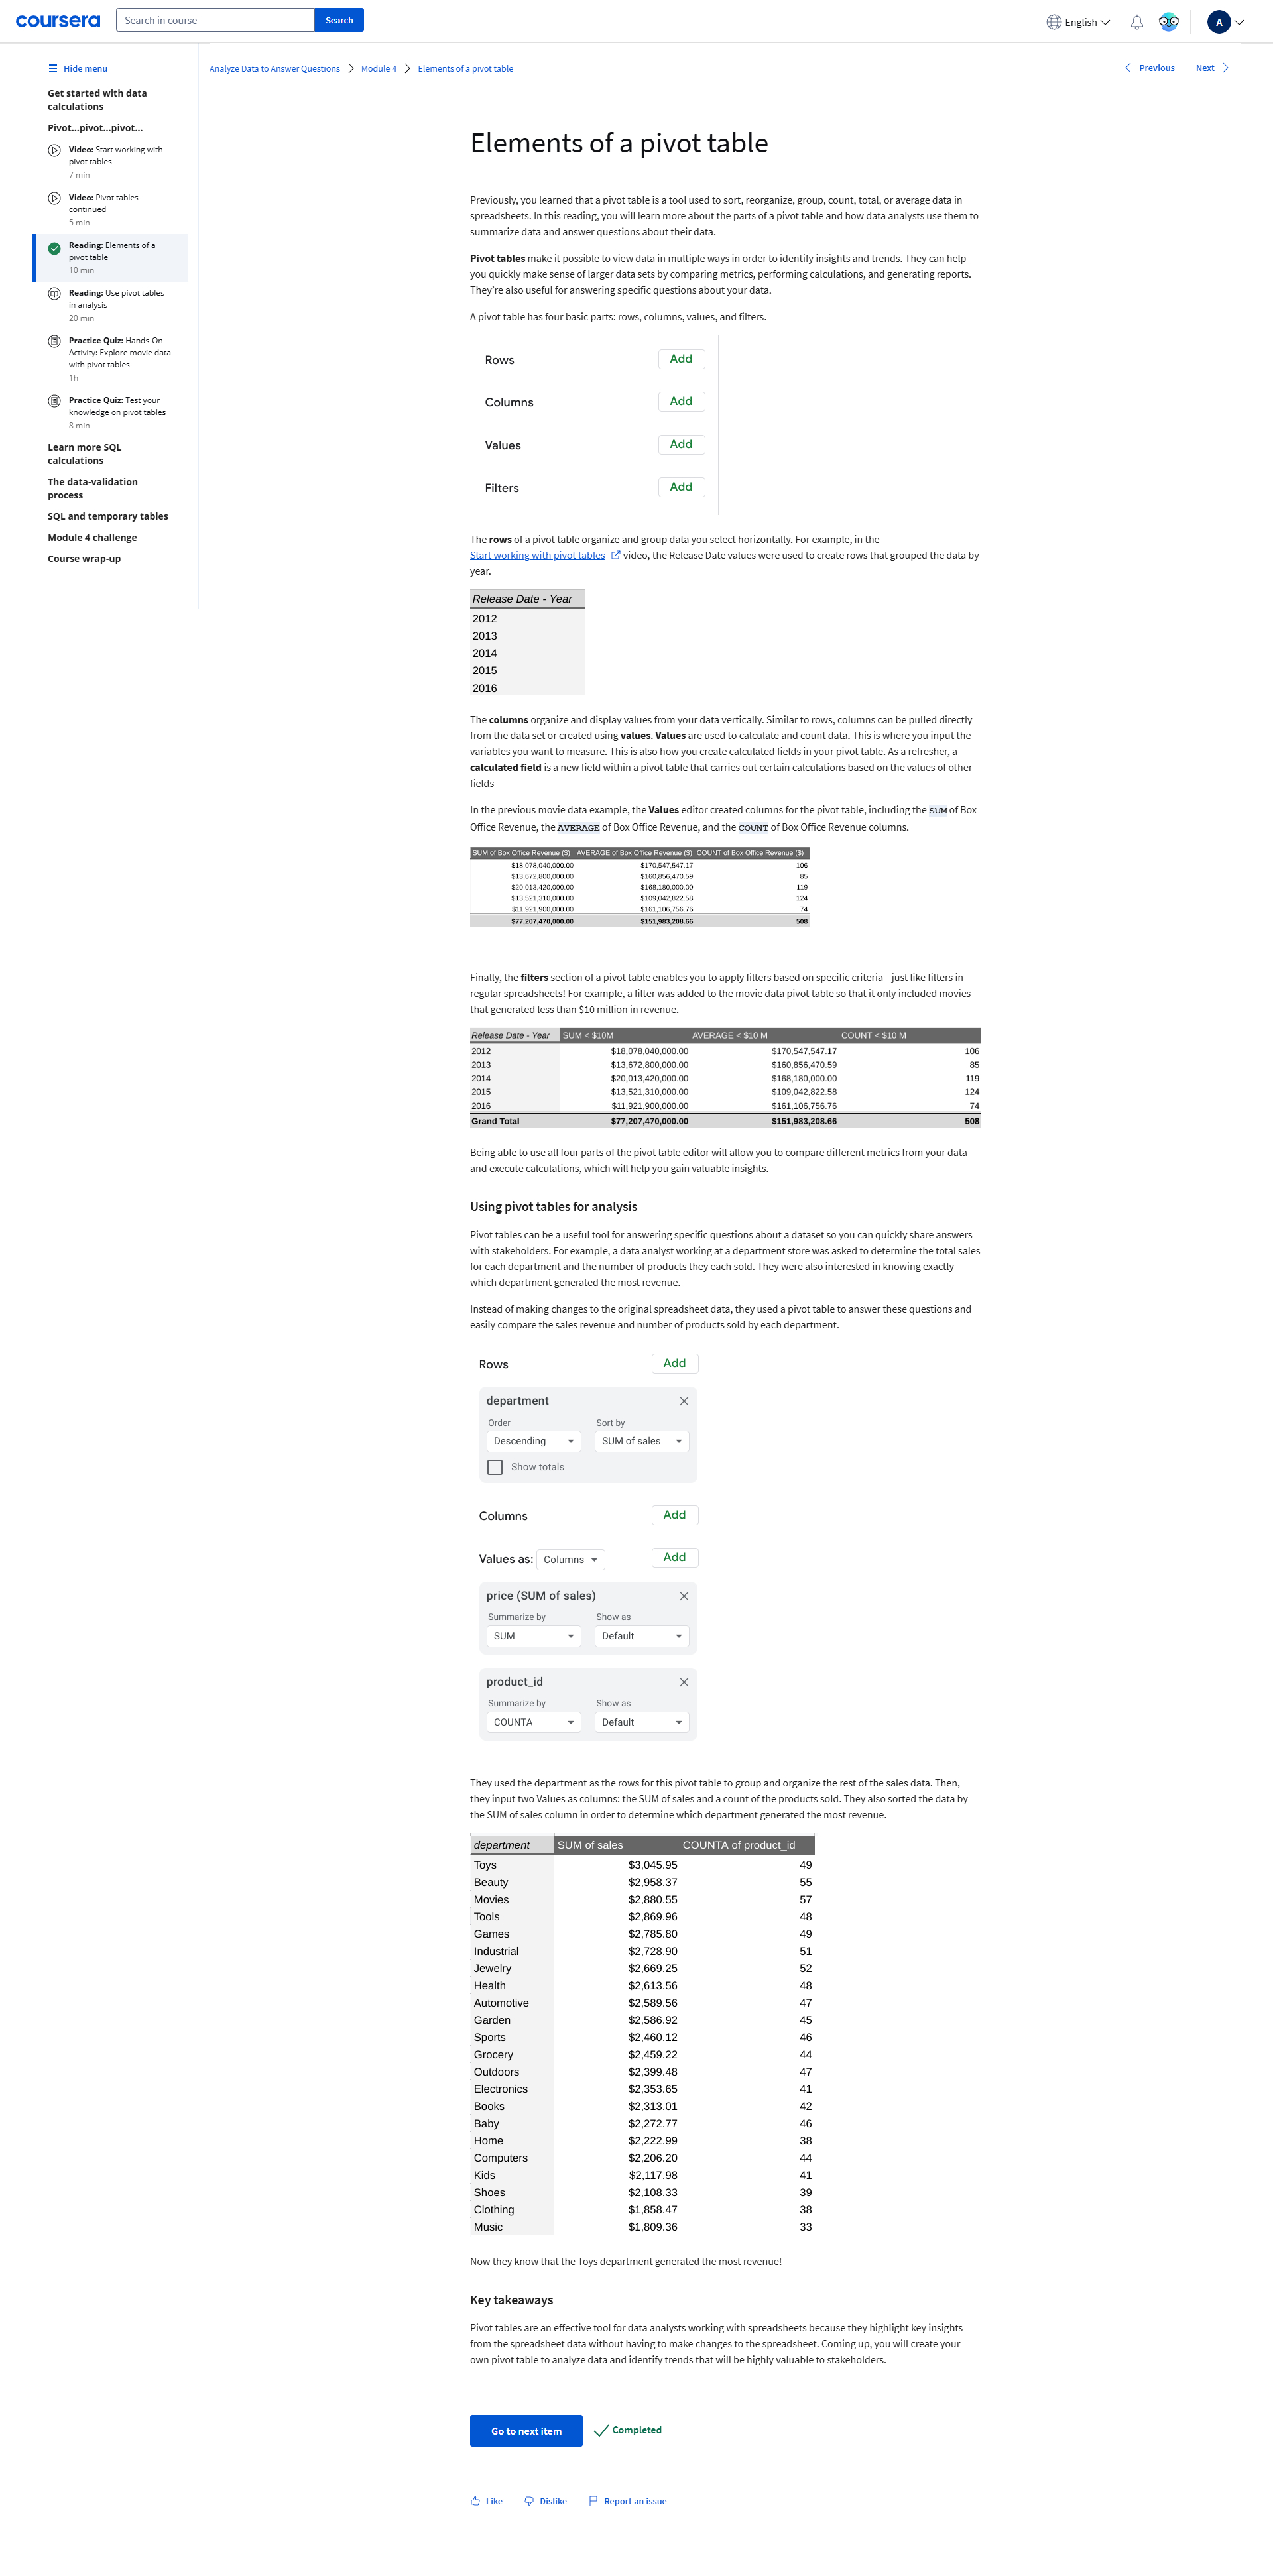 coursera
Search in course
Search
English
A
Hide menu
Get started with data
calculations
Pivot...pivot...pivot...
Video: Start working with
pivot tables
7 min
Video: Pivot tables
continued
5 min
Reading: Elements of a
pivot table
10 min
Reading: Use pivot tables
in analysis
20 min
Practice Quiz: Hands-On
Activity: Explore movie data
with pivot tables
1h
Practice Quiz: Test your
knowledge on pivot tables
8 min
Learn more SQL
calculations
The data-validation
process
SQL and temporary tables
Module 4 challenge
Course wrap-up
Analyze Data to Answer Questions
Module 4
Elements of a pivot table
Previous
Next
Elements of a pivot table
Previously, you learned that a pivot table is a tool used to sort, reorganize, group, count, total, or average data in
spreadsheets. In this reading, you will learn more about the parts of a pivot table and how data analysts use them to
summarize data and answer questions about their data.
Pivot tables make it possible to view data in multiple ways in order to identify insights and trends. They can help
you quickly make sense of larger data sets by comparing metrics, performing calculations, and generating reports.
They're also useful for answering specific questions about your data.
A pivot table has four basic parts: rows, columns, values, and filters.
Rows Add
Columns Add
Values Add
Filters Add
The rows of a pivot table organize and group data you select horizontally. For example, in the
Start working with pivot tables video, the Release Date values were used to create rows that grouped the data by
year.
Release Date - Year
2012
2013
2014
2015
2016
The columns organize and display values from your data vertically. Similar to rows, columns can be pulled directly
from the data set or created using values. Values are used to calculate and count data. This is where you input the
variables you want to measure. This is also how you create calculated fields in your pivot table. As a refresher, a
calculated field is a new field within a pivot table that carries out certain calculations based on the values of other
fields
In the previous movie data example, the Values editor created columns for the pivot table, including the SUM of Box
Office Revenue, the AVERAGE of Box Office Revenue, and the COUNT of Box Office Revenue columns.
SUM of Box Office Revenue ($) AVERAGE of Box Office Revenue ($) COUNT of Box Office Revenue ($)
$18,078,040,000.00 $170,547,547.17 106
$13,672,800,000.00 $160,856,470.59 85
$20,013,420,000.00 $168,180,000.00 119
$13,521,310,000.00 $109,042,822.58 124
$11,921,900,000.00 $161,106,756.76 74
$77,207,470,000.00 $151,983,208.66 508
Finally, the filters section of a pivot table enables you to apply filters based on specific criteria—just like filters in
regular spreadsheets! For example, a filter was added to the movie data pivot table so that it only included movies
that generated less than $10 million in revenue.
Release Date - Year SUM < $10M AVERAGE < $10 M COUNT < $10 M
2012 $18,078,040,000.00 $170,547,547.17 106
2013 $13,672,800,000.00 $160,856,470.59 85
2014 $20,013,420,000.00 $168,180,000.00 119
2015 $13,521,310,000.00 $109,042,822.58 124
2016 $11,921,900,000.00 $161,106,756.76 74
Grand Total $77,207,470,000.00 $151,983,208.66 508
Being able to use all four parts of the pivot table editor will allow you to compare different metrics from your data
and execute calculations, which will help you gain valuable insights.
Using pivot tables for analysis
Pivot tables can be a useful tool for answering specific questions about a dataset so you can quickly share answers
with stakeholders. For example, a data analyst working at a department store was asked to determine the total sales
for each department and the number of products they each sold. They were also interested in knowing exactly
which department generated the most revenue.
Instead of making changes to the original spreadsheet data, they used a pivot table to answer these questions and
easily compare the sales revenue and number of products sold by each department.
Rows Add
department
Order Sort by
Descending SUM of sales
Show totals
Columns Add
Values as: Columns Add
price (SUM of sales)
Summarize by Show as
SUM Default
product_id
Summarize by Show as
COUNTA Default
They used the department as the rows for this pivot table to group and organize the rest of the sales data. Then,
they input two Values as columns: the SUM of sales and a count of the products sold. They also sorted the data by
the SUM of sales column in order to determine which department generated the most revenue.
department SUM of sales COUNTA of product_id
Toys $3,045.95 49
Beauty $2,958.37 55
Movies $2,880.55 57
Tools $2,869.96 48
Games $2,785.80 49
Industrial $2,728.90 51
Jewelry $2,669.25 52
Health $2,613.56 48
Automotive $2,589.56 47
Garden $2,586.92 45
Sports $2,460.12 46
Grocery $2,459.22 44
Outdoors $2,399.48 47
Electronics $2,353.65 41
Books $2,313.01 42
Baby $2,272.77 46
Home $2,222.99 38
Computers $2,206.20 44
Kids $2,117.98 41
Shoes $2,108.33 39
Clothing $1,858.47 38
Music $1,809.36 33
Now they know that the Toys department generated the most revenue!
Key takeaways
Pivot tables are an effective tool for data analysts working with spreadsheets because they highlight key insights
from the spreadsheet data without having to make changes to the spreadsheet. Coming up, you will create your
own pivot table to analyze data and identify trends that will be highly valuable to stakeholders.
Go to next item
Completed
Like
Dislike
Report an issue